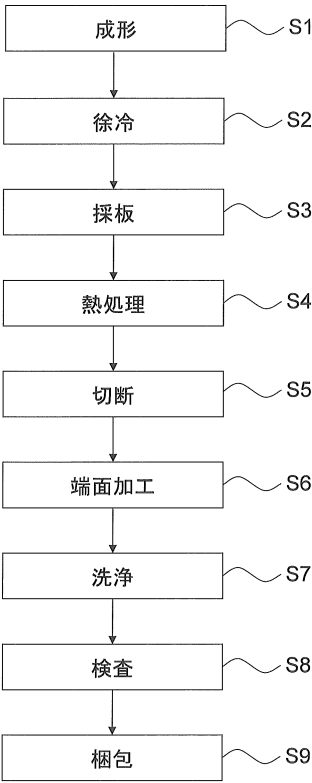 成形 S1
徐冷 S2
採板 S3
熱処理 S4
切断 S5
端面加工 S6
洗浄 S7
検査 S8
梱包 S9